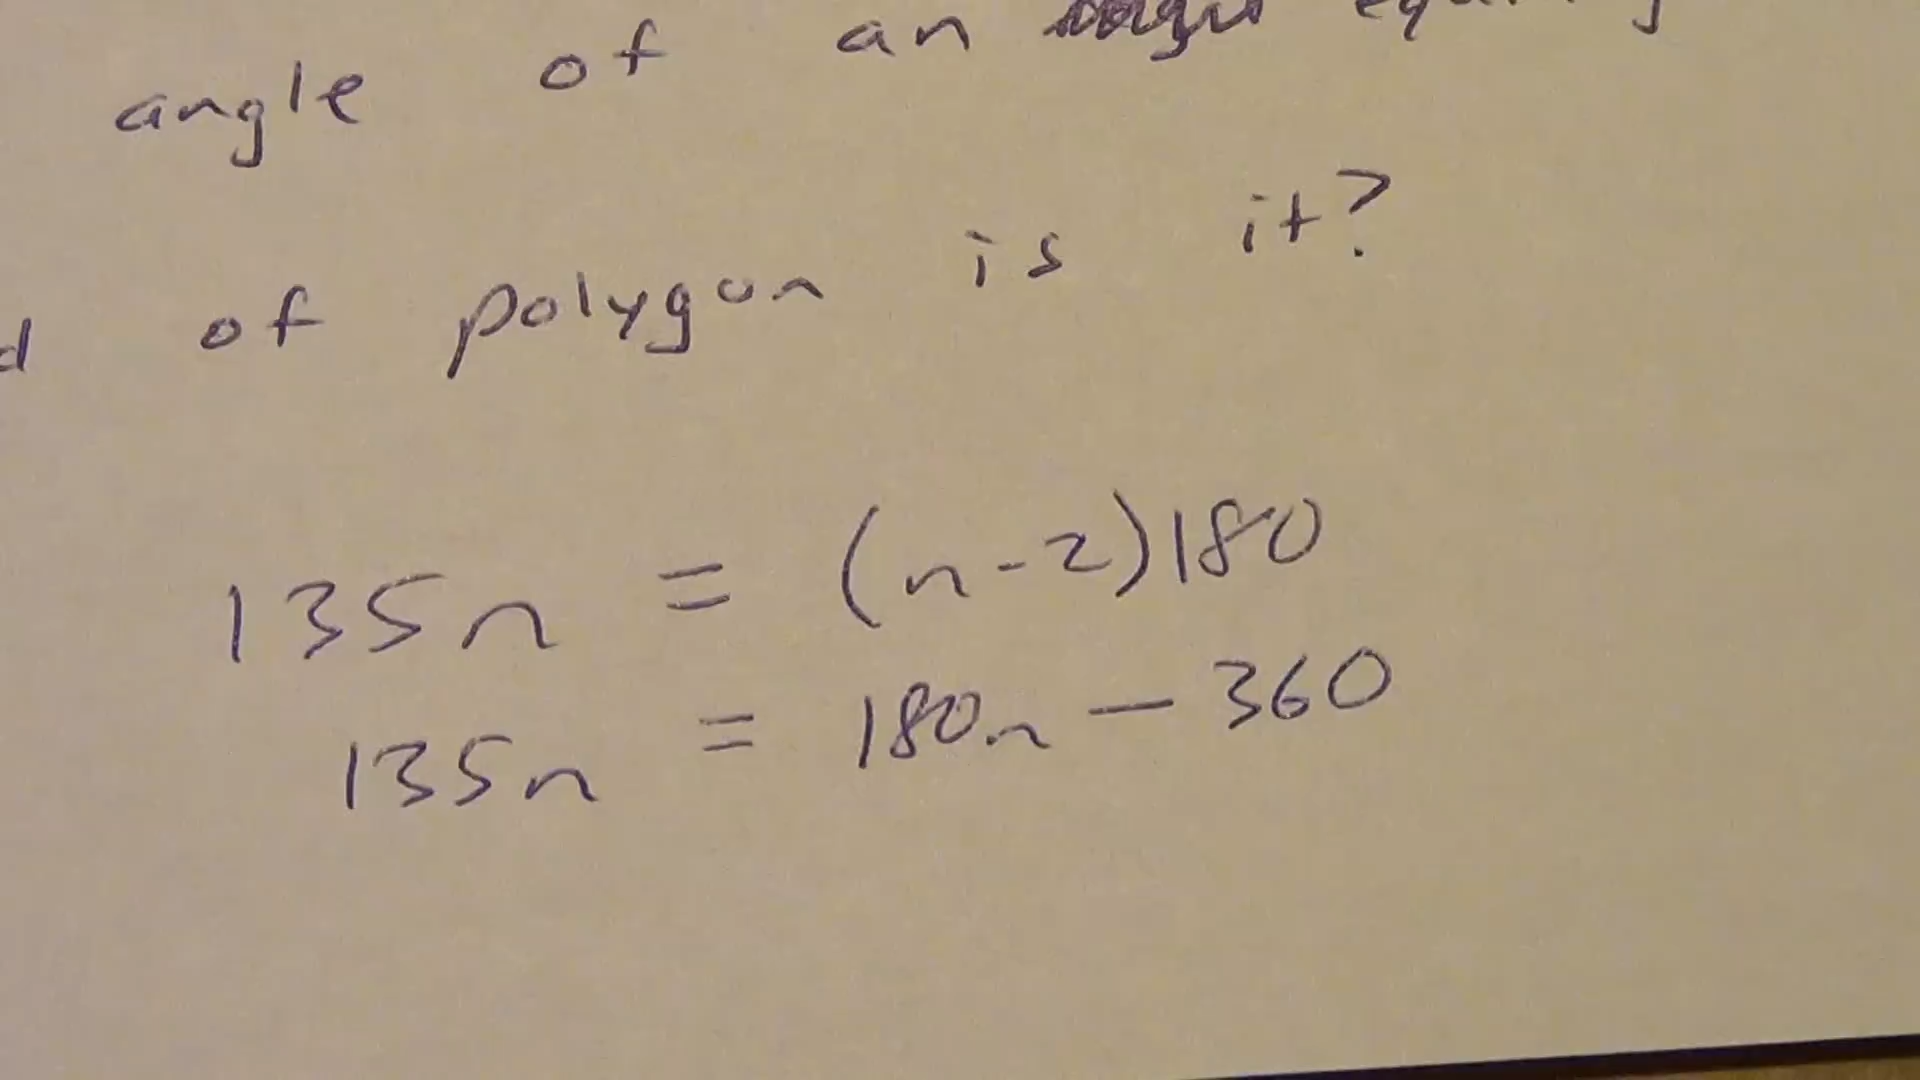 angle of an
of polygon is it?
135n = (n-2)180
135n = 180n - 360